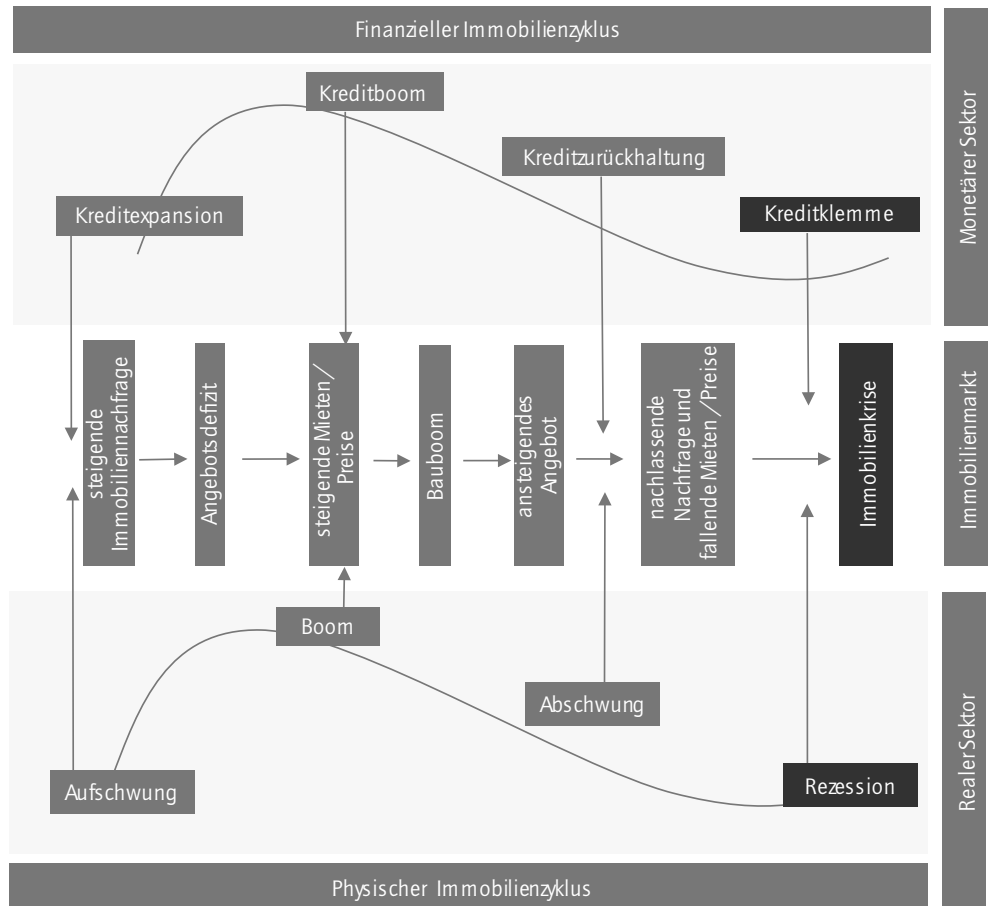 Finanzieller Immobilienzyklus
Monetärer Sektor
Kreditboom
Kreditzurückhaltung
Kreditexpansion
Kreditklemme
steigende
Immobiliennachfrage
Angebotsdefizit
steigende Mieten/
Preise
Bauboom
ansteigendes
Angebot
nachlassende
Nachfrage und
fallende Mieten/Preise
Immobilienkrise
Immobilienmarkt
Boom
Abschwung
Aufschwung
Rezession
Realer Sektor
Physischer Immobilienzyklus